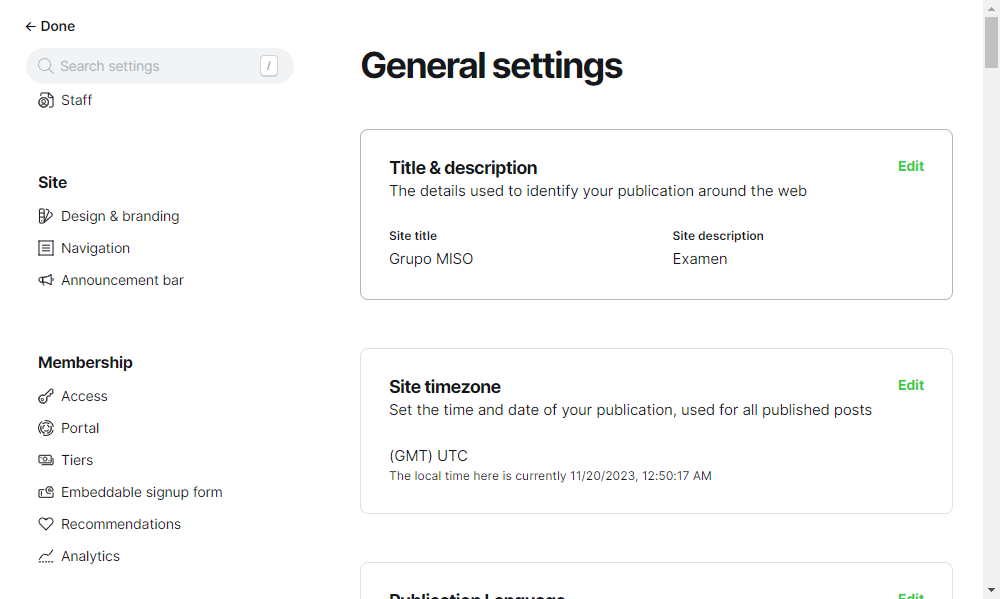 Done
Search settings
/
Staff
Site
Design & branding
Navigation
Announcement bar
Membership
Access
Portal
Tiers
Embeddable signup form
Recommendations
Analytics
General settings
Title & description
Edit
The details used to identify your publication around the web
Site title
Site description
Grupo MISO
Examen
Site timezone
Edit
Set the time and date of your publication, used for all published posts
(GMT) UTC
The local time here is currently 11/20/2023, 12:50:17 AM
Publication Language
Edit